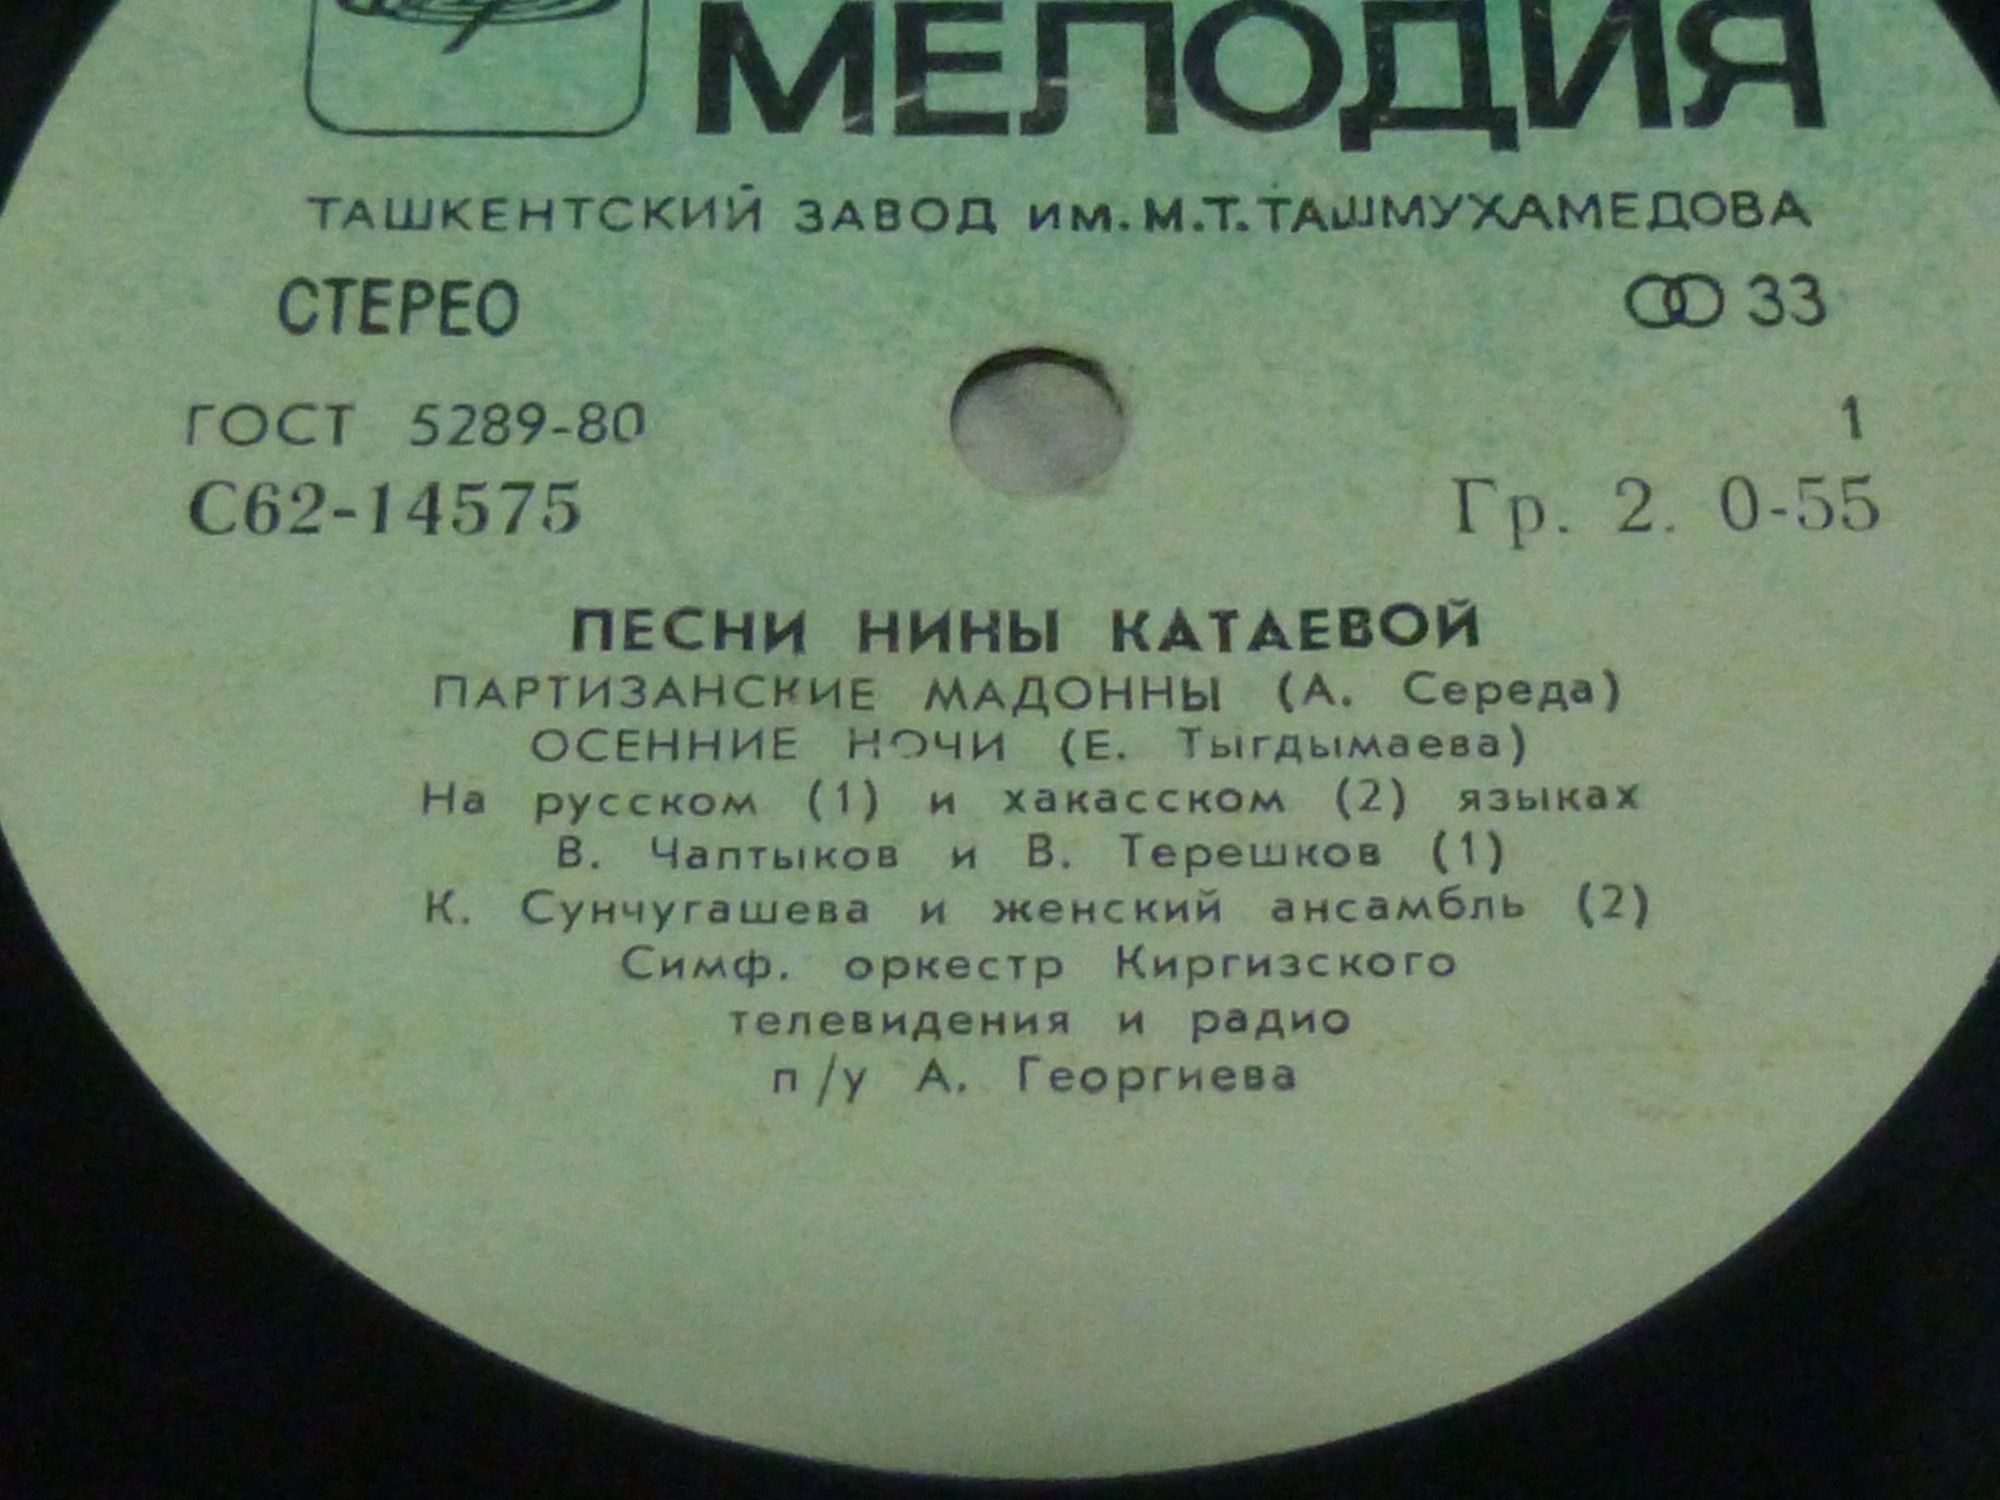 МЕЛОДИЯ
ТАШКЕНТСКИЙ ЗАВОД им. М.Т. ТАШМУХАМЕДОВА
СТЕРЕО 33
ГОСТ 5289-80 1
С62-14575 Гр. 2. 0-55
ПЕСНИ НИНЫ КАТАЕВОЙ
ПАРТИЗАНСКИЕ МАДОННЫ (А. Середа)
ОСЕННИЕ НОЧИ (Е. Тыгдымаева)
На русском (1) и хакасском (2) языках
В. Чаптыков и В. Терешков (1)
К. Сунчугашева и женский ансамбль (2)
Симф. оркестр Киргизского
телевидения и радио
п/у А. Георгиева